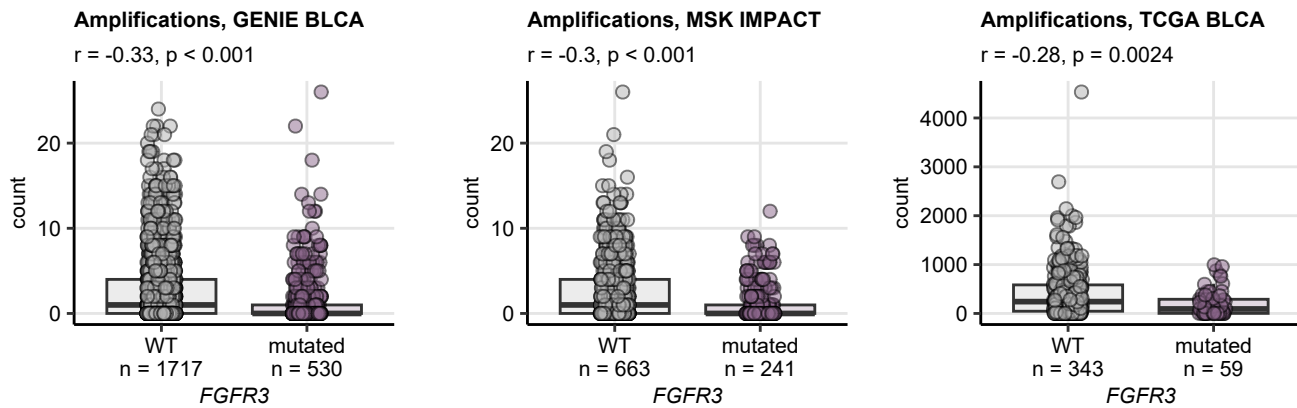 Amplifications, GENIE BLCA
r = -0.33, p < 0.001
20
10
0
count
WT
n = 1717
mutated
n = 530
FGFR3
Amplifications, MSK IMPACT
r = -0.3, p < 0.001
20
10
0
count
WT
n = 663
mutated
n = 241
FGFR3
Amplifications, TCGA BLCA
r = -0.28, p = 0.0024
4000
3000
2000
1000
0
count
WT
n = 343
mutated
n = 59
FGFR3